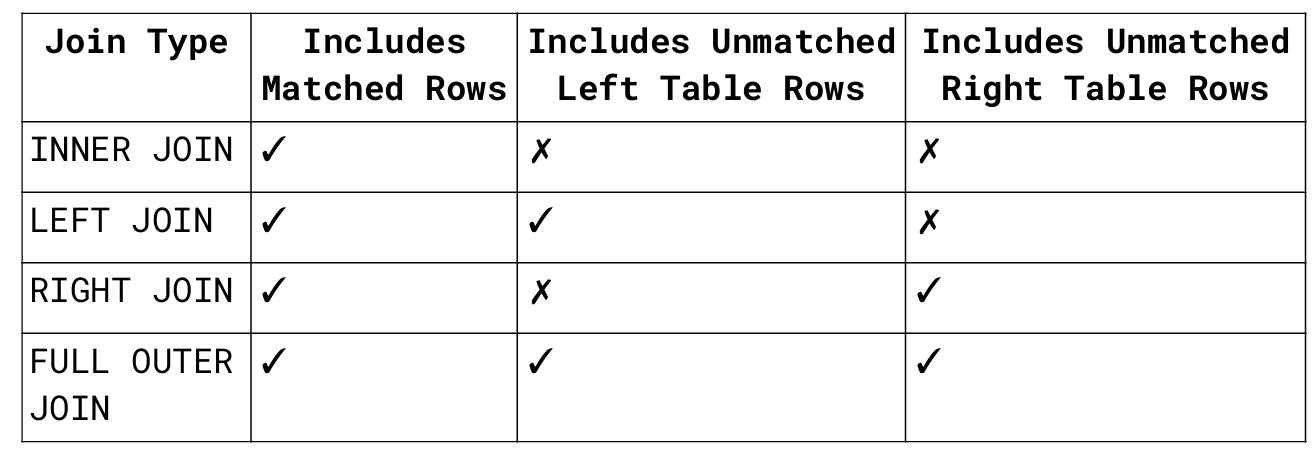 Join Type
Includes
Matched Rows
Includes Unmatched
Left Table Rows
Includes Unmatched
Right Table Rows
INNER JOIN ✓ ✗ ✗
LEFT JOIN ✓ ✓ ✗
RIGHT JOIN ✓ ✗ ✓
FULL OUTER
JOIN
✓ ✓ ✓